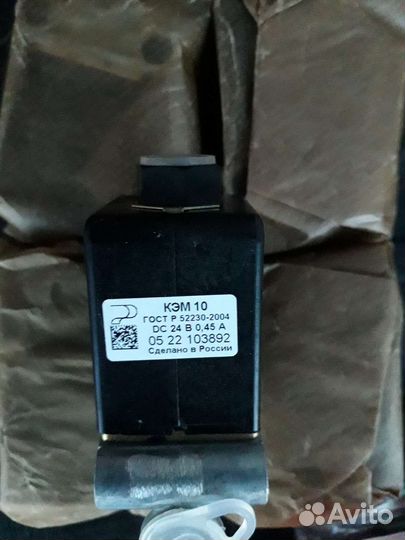 КЭМ 10
ГОСТ Р 52230-2004
DC 24 В 0,45 А
05 22 103892
Сделано в России
Avito